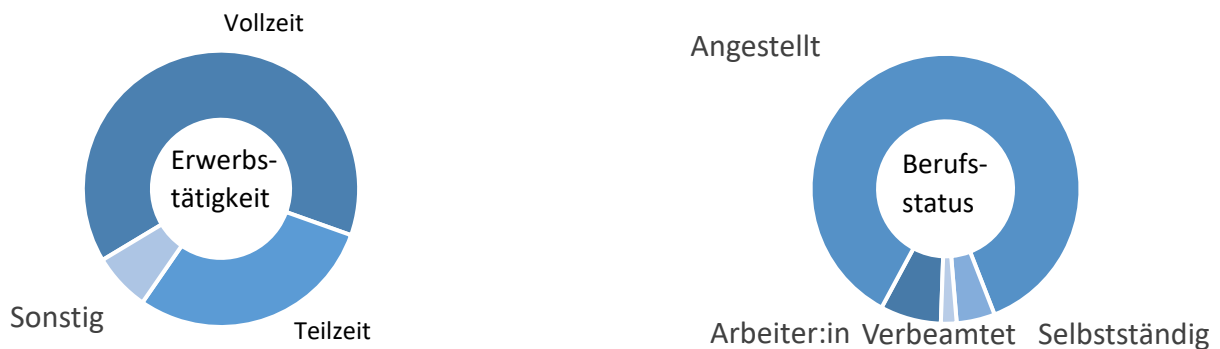 Vollzeit
Erwerbs-
tätigkeit
Sonstig
Teilzeit
Angestellt
Berufs-
status
Arbeiter:in Verbeamtet Selbstständig